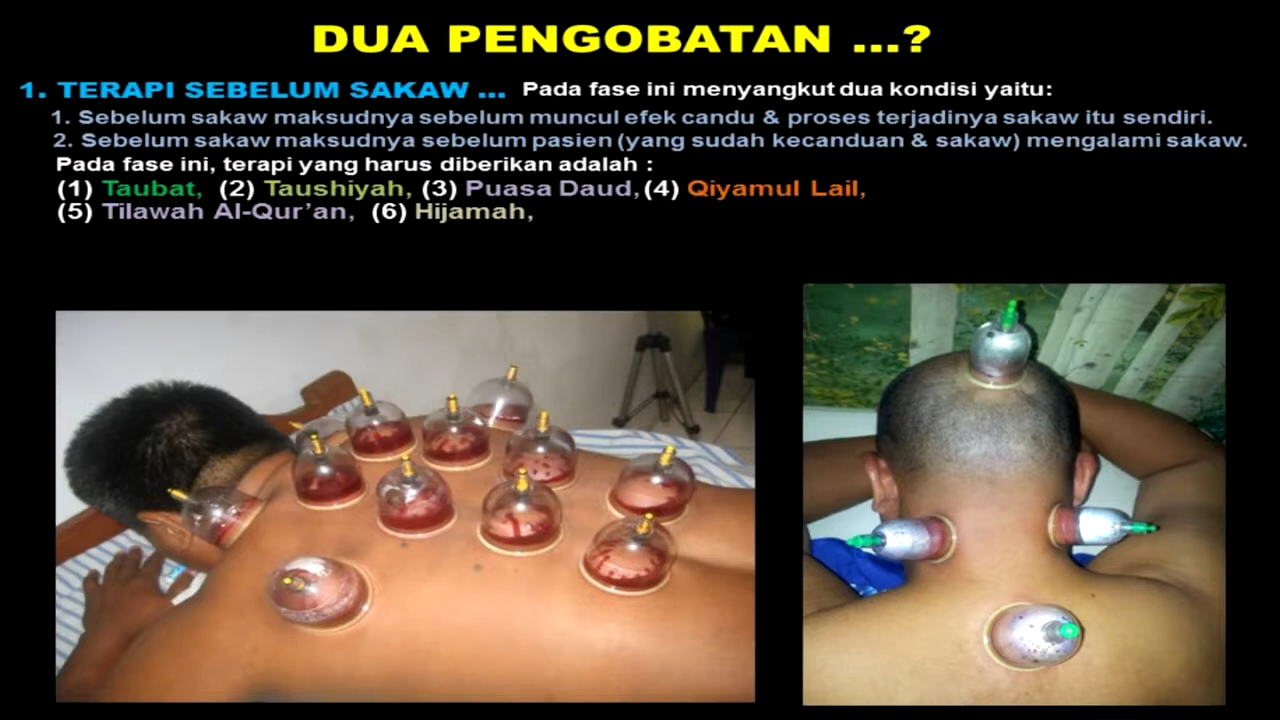 DUA PENGOBATAN ...?
1. TERAPI SEBELUM SAKAW ... Pada fase ini menyangkut dua kondisi yaitu:
1. Sebelum sakaw maksudnya sebelum muncul efek candu & proses terjadinya sakaw itu sendiri.
2. Sebelum sakaw maksudnya sebelum pasien (yang sudah kecanduan & sakaw) mengalami sakaw.
Pada fase ini, terapi yang harus diberikan adalah :
(1) Taubat, (2) Taushiyah, (3) Puasa Daud, (4) Qiyamul Lail,
(5) Tilawah Al-Qur’an, (6) Hijamah,